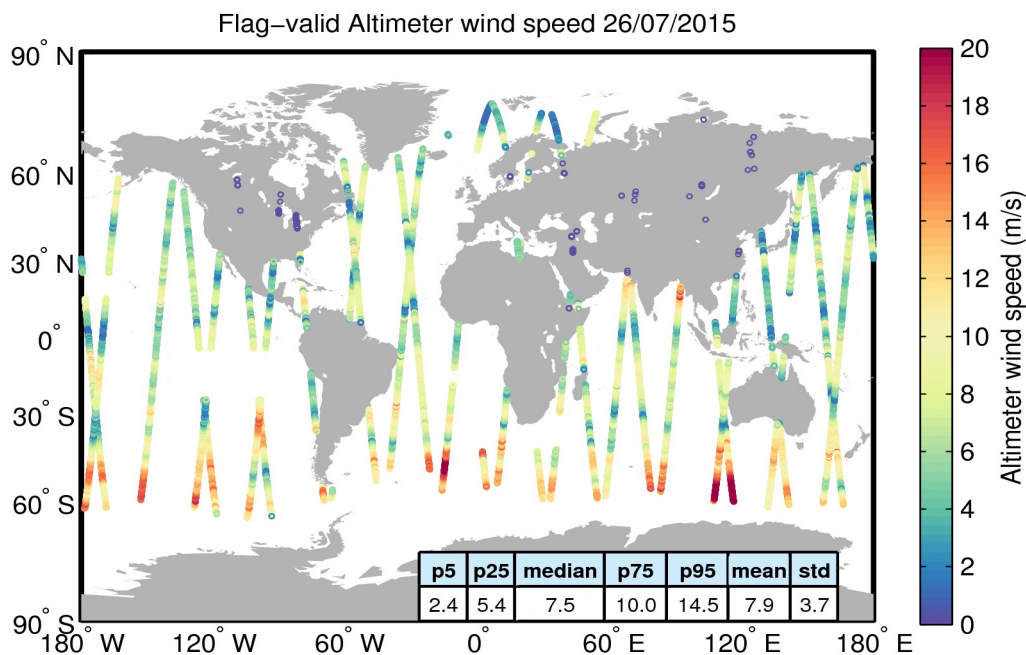 Flag−valid Altimeter wind speed 26/07/2015
90° N
60° N
30° N
0°
30° S
60° S
90° S
180° W
120° W
60° W
0°
60° E
120° E
180° E
p5 p25 median p75 p95 mean std
2.4 5.4 7.5 10.0 14.5 7.9 3.7
20
18
16
14
12
10
8
6
4
2
0
Altimeter wind speed (m/s)